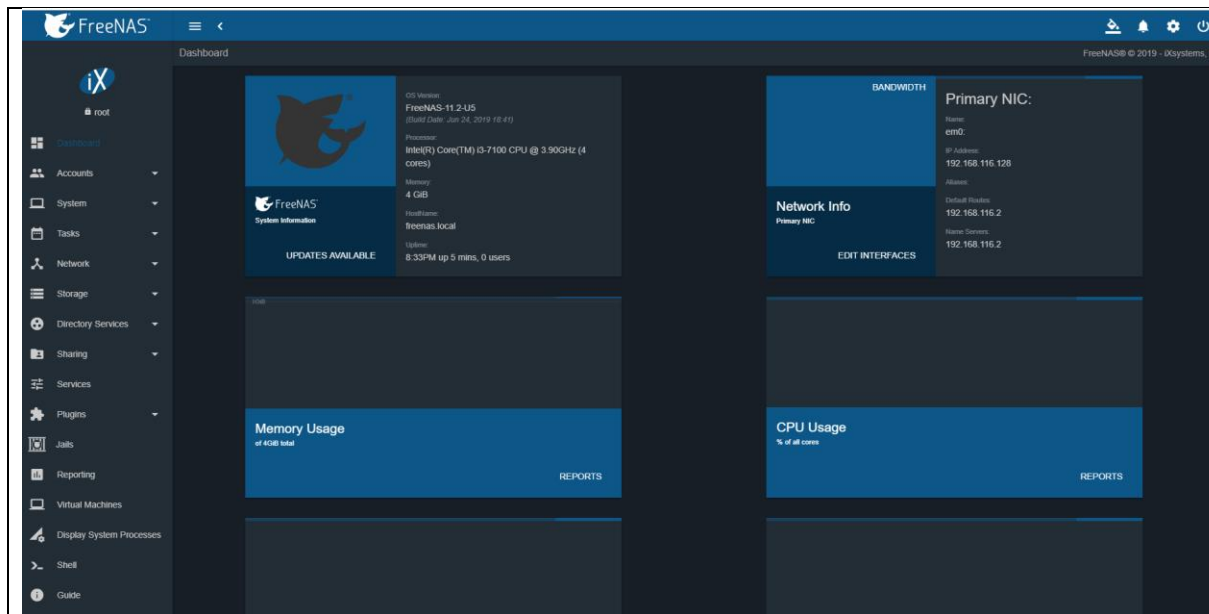 FreeNAS
Dashboard
FreeNAS® © 2019 - iXsystems,
iX
root
Dashboard
Accounts
System
Tasks
Network
Storage
Directory Services
Sharing
Services
Plugins
Jails
Reporting
Virtual Machines
Display System Processes
Shell
Guide
OS Version:
FreeNAS-11.2-U5
(Build Date: Jun 24, 2019 18:41)
Processor:
Intel(R) Core(TM) i3-7100 CPU @ 3.90GHz (4
cores)
Memory:
4 GiB
HostName:
freenas.local
Uptime:
8:33PM up 5 mins, 0 users
FreeNAS
System Information
UPDATES AVAILABLE
BANDWIDTH
Network Info
Primary NIC
EDIT INTERFACES
Primary NIC:
Name:
em0:
IP Address:
192.168.116.128
Aliases:
Default Routes:
192.168.116.2
Name Servers:
192.168.116.2
Memory Usage
of 4GiB total
REPORTS
CPU Usage
% of all cores
REPORTS